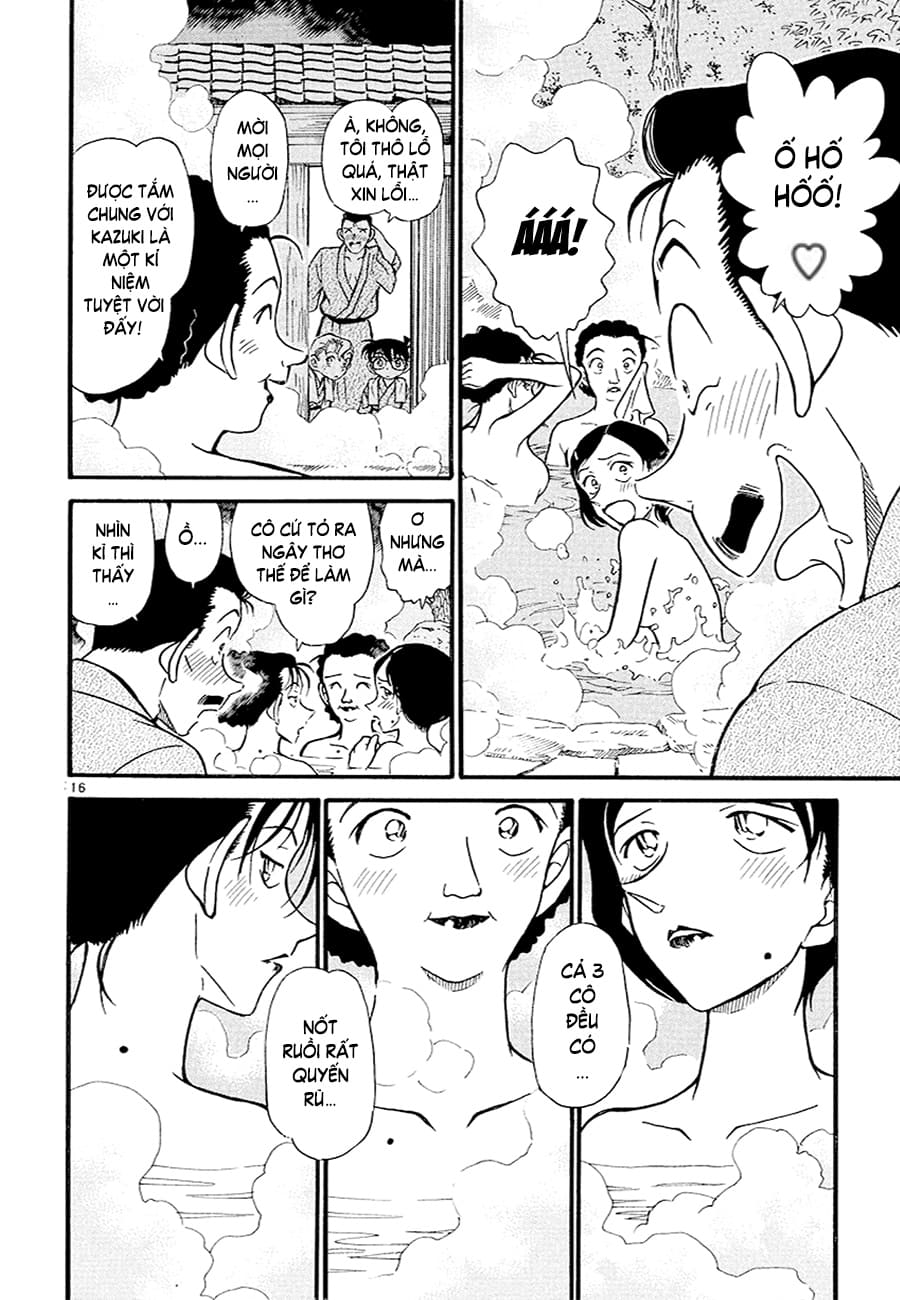 Ố HỐ
HỐỐ!
ÁÁÁ!
À, KHÔNG,
TÔI THÔ LỖ
QUÁ, THẬT
XIN LỖI...
MỜI
MỌI
NGƯỜI
...
ĐƯỢC TẮM
CHUNG VỚI
KAZUKI LÀ
MỘT KÍ
NIỆM
TUYỆT VỜI
ĐẤY!
Ơ
NHƯNG
MÀ...
CÔ CỨ TỎ RA
NGÂY THƠ
THẾ ĐỂ LÀM
GÌ?
Ồ...
NHÌN
KĨ THÌ
THẤY
...
16
CẢ 3
CÔ
ĐỀU
CÓ
...
NỐT
RUỒI RẤT
QUYẾN
RŨ...